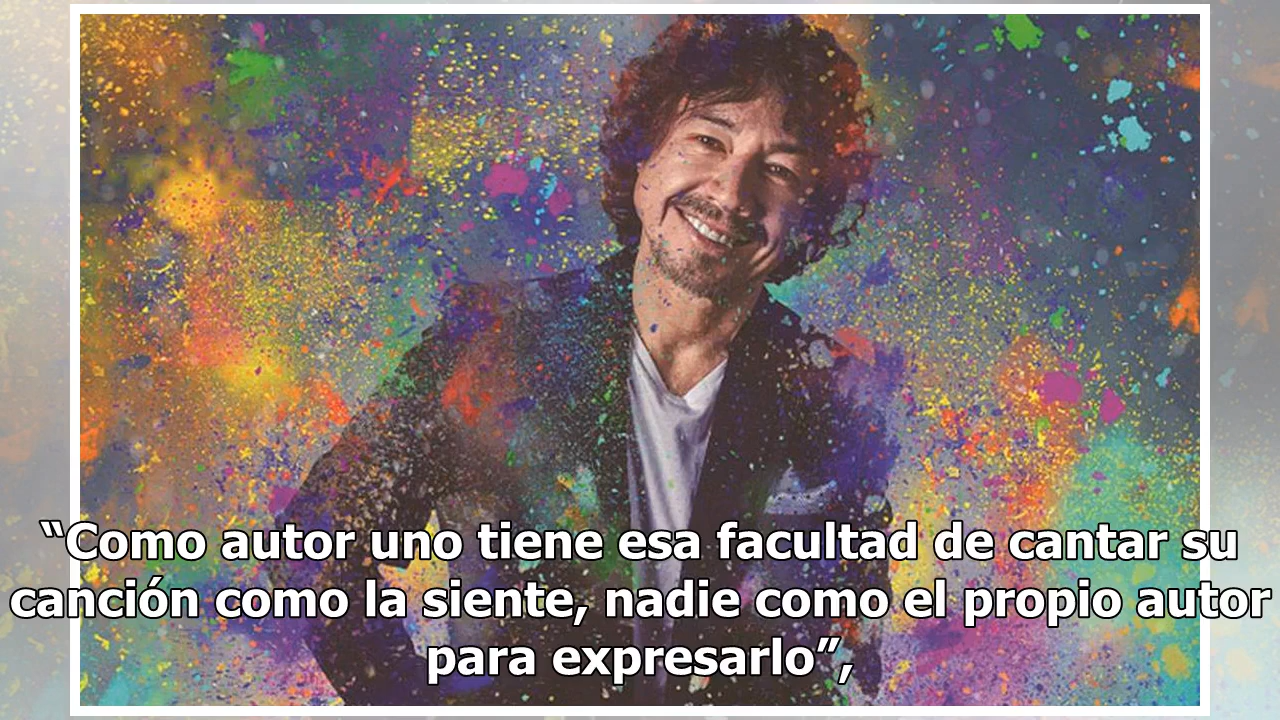 “Como autor uno tiene esa facultad de cantar su
canción como la siente, nadie como el propio autor
para expresarlo”,